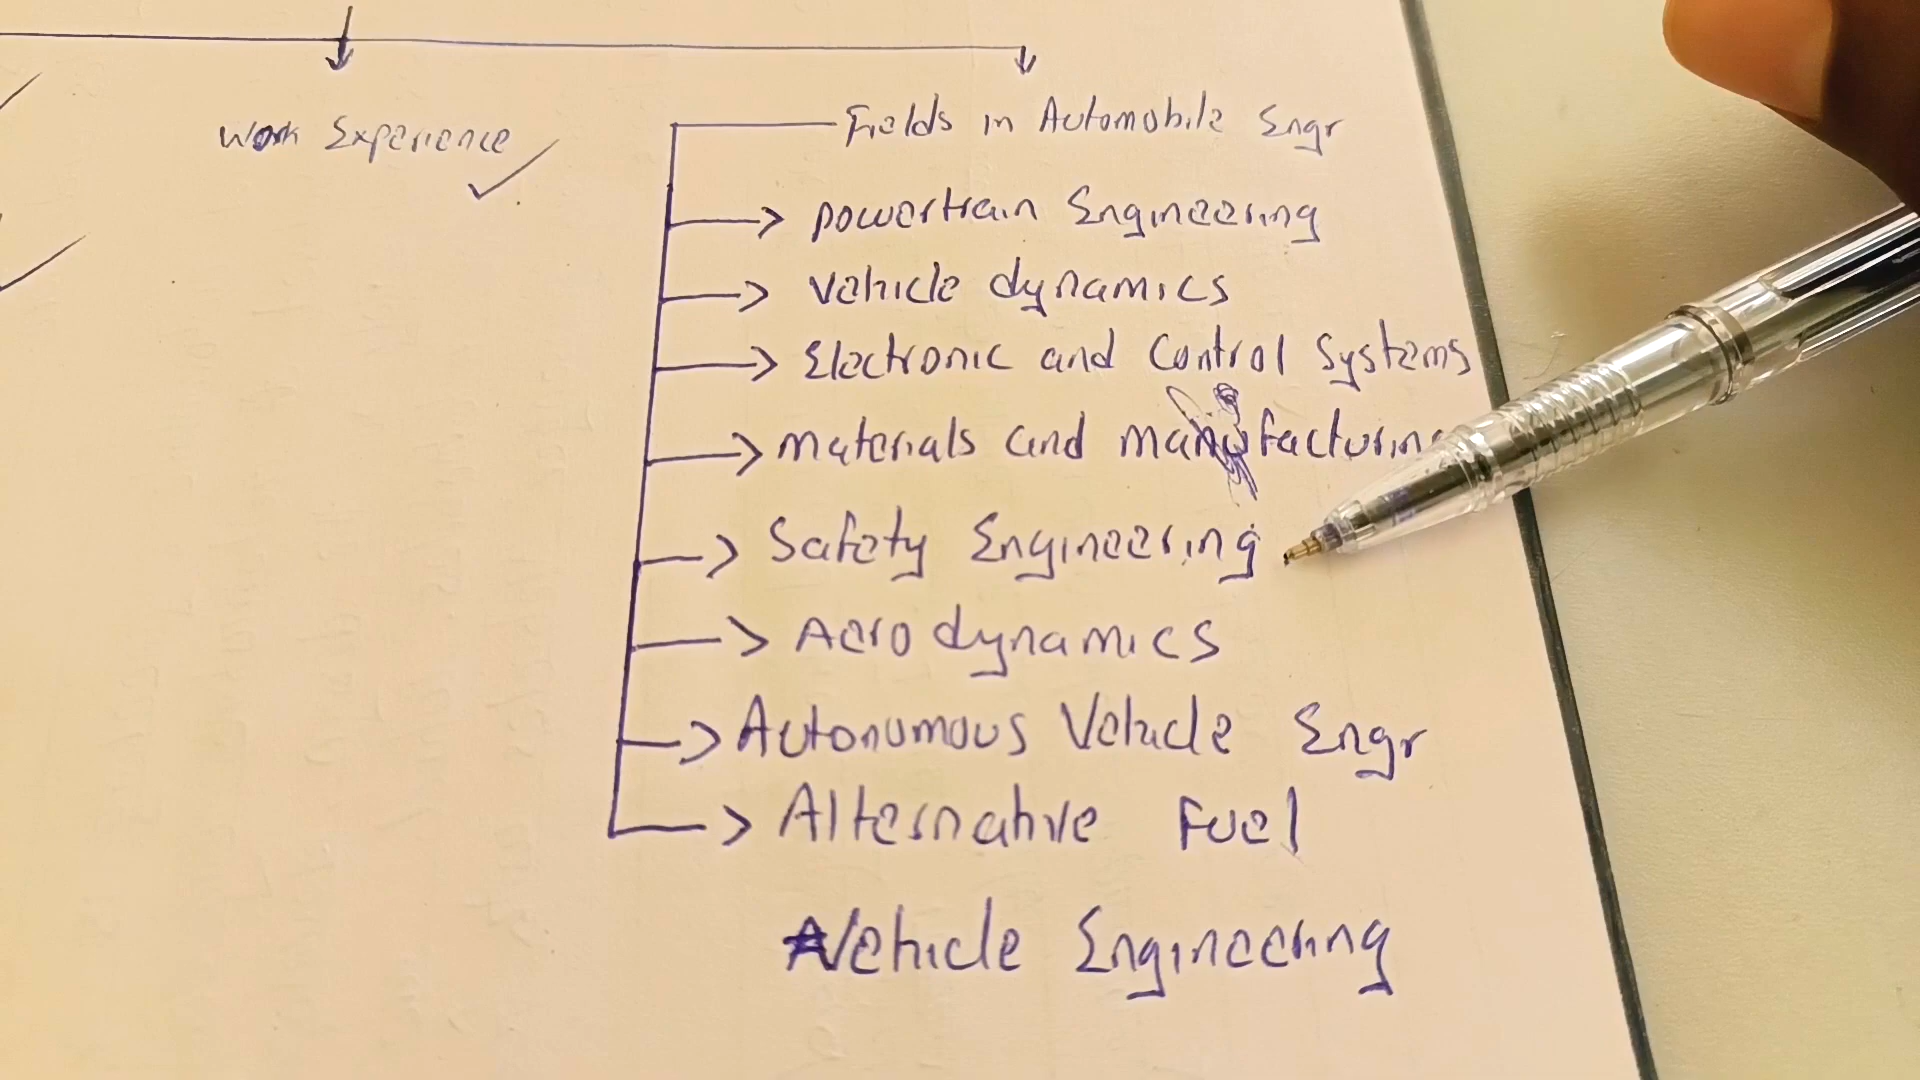 Work Experience
Fields in Automobile Engr
powertrain Engineering
Vehicle dynamics
Electronic and Control Systems
materials and manufacturing
Safety Engineering
Aerodynamics
Autonumous Vehicle Engr
Alternative Fuel
Vehicle Engineering